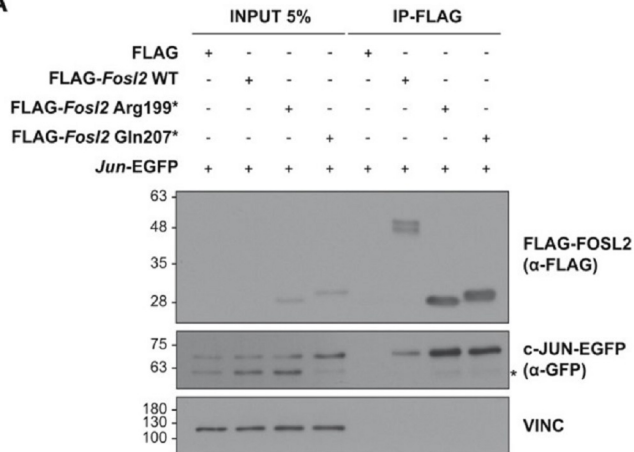 A
INPUT 5% IP-FLAG
FLAG + - - - + - - -
FLAG-Fosl2 WT - + - - - + - -
FLAG-Fosl2 Arg199* - - + - - - + -
FLAG-Fosl2 Gln207* - - - + - - - +
Jun-EGFP + + + + + + + +
63
48
35
28
FLAG-FOSL2
(α-FLAG)
75
63
c-JUN-EGFP
* (α-GFP)
180
130
100
VINC